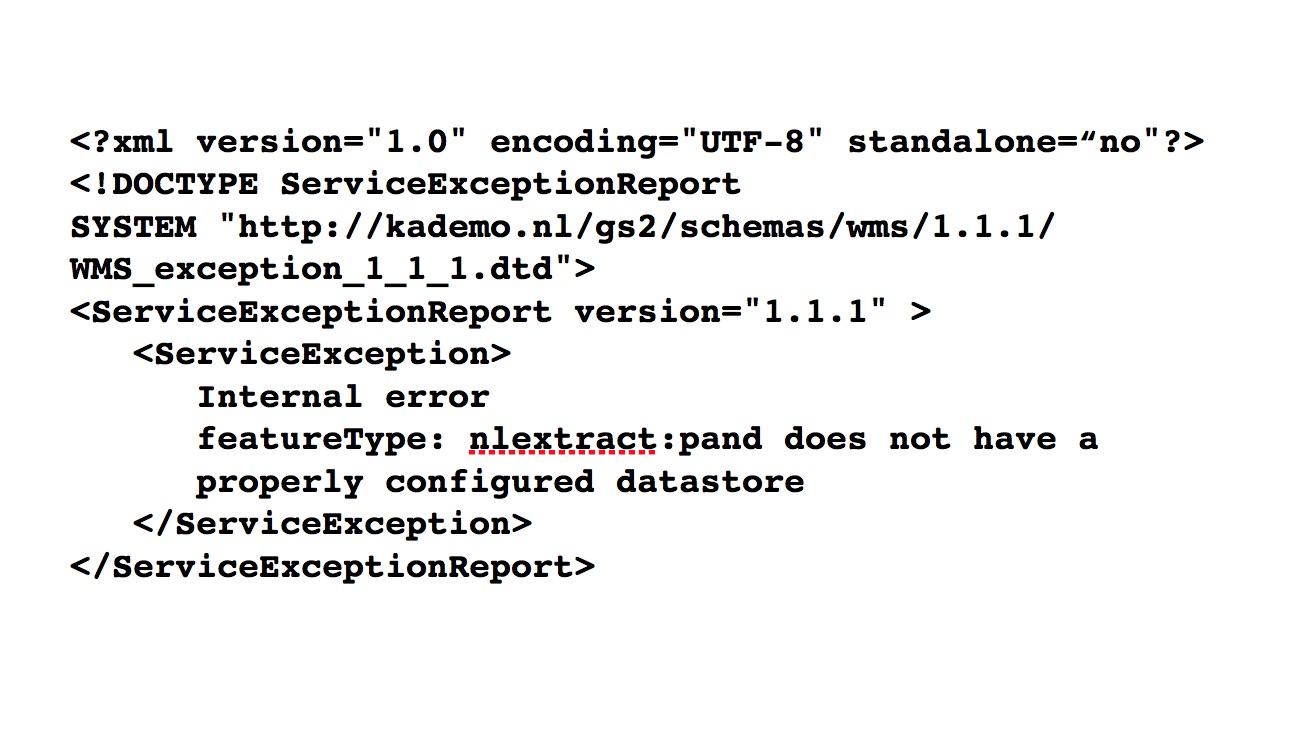 <?xml version="1.0" encoding="UTF-8" standalone=“no"?>
<!DOCTYPE ServiceExceptionReport
SYSTEM "http://kademo.nl/gs2/schemas/wms/1.1.1/
WMS_exception_1_1_1.dtd">
<ServiceExceptionReport version="1.1.1" >
   <ServiceException>
      Internal error
      featureType: nlextract:pand does not have a
      properly configured datastore
   </ServiceException>
</ServiceExceptionReport>